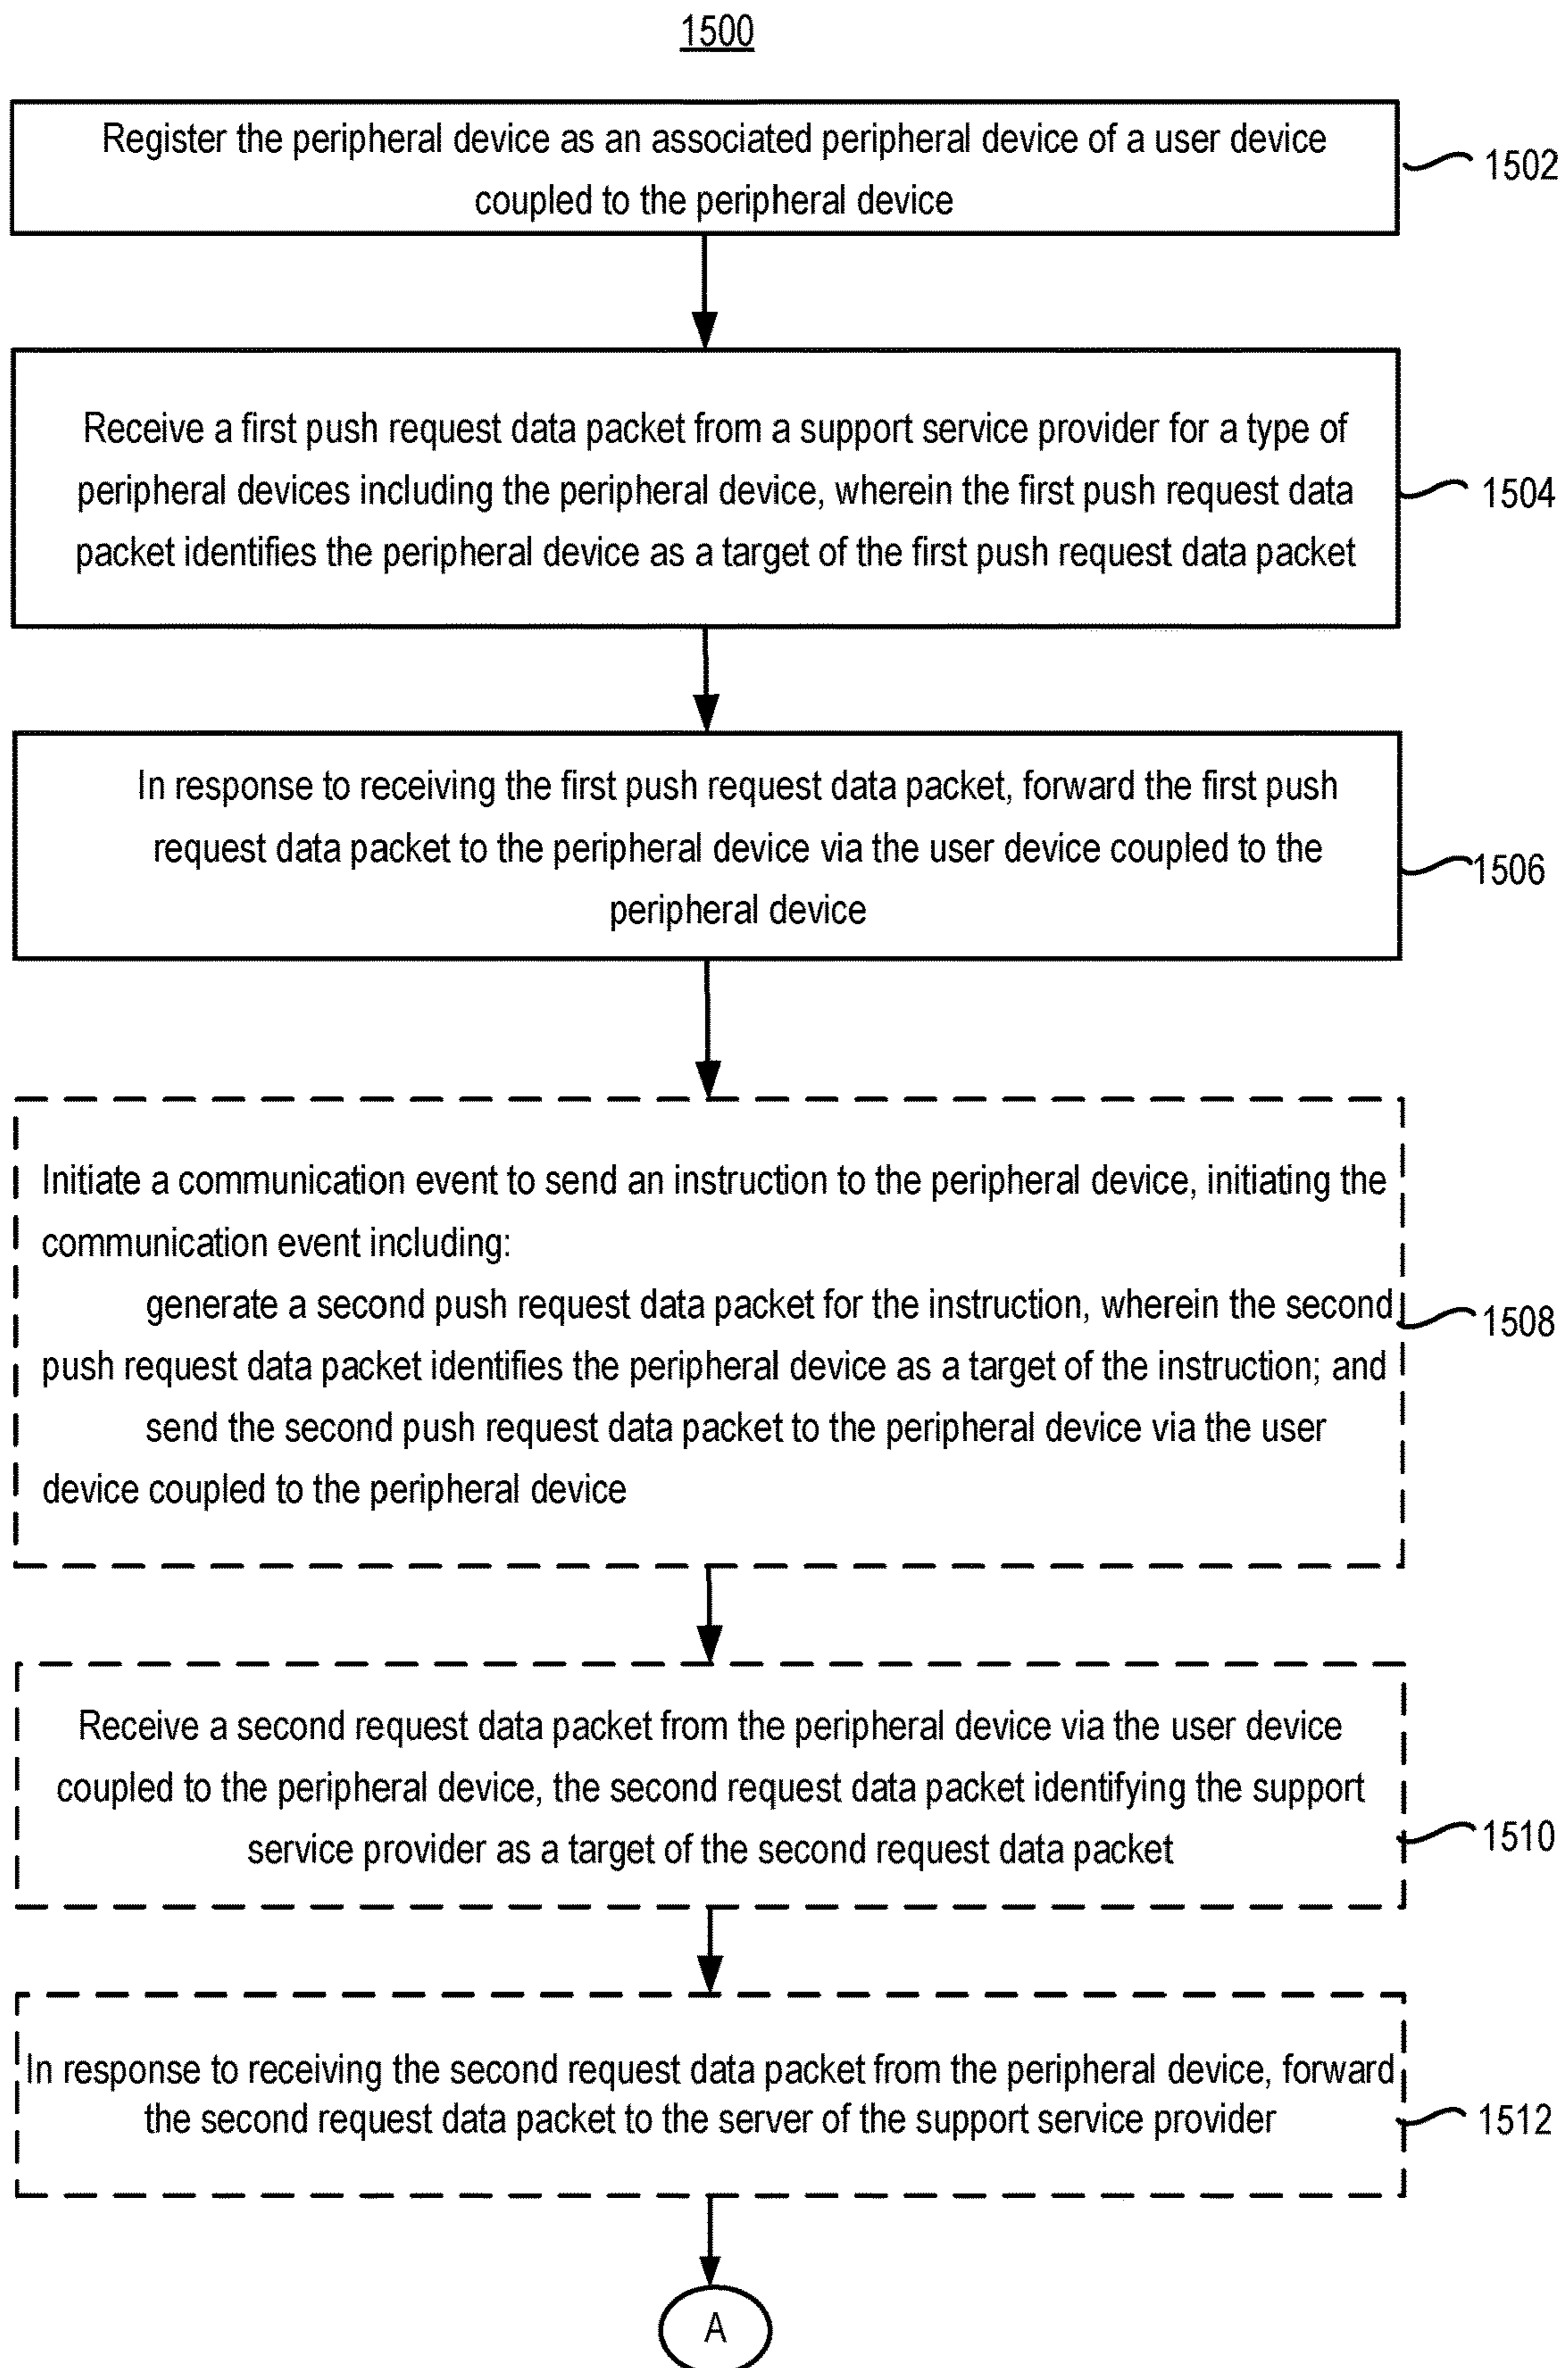 1500
Register the peripheral device as an associated peripheral device of a user device
coupled to the peripheral device
1502
Receive a first push request data packet from a support service provider for a type of
peripheral devices including the peripheral device, wherein the first push request data
packet identifies the peripheral device as a target of the first push request data packet
1504
In response to receiving the first push request data packet, forward the first push
request data packet to the peripheral device via the user device coupled to the
peripheral device
1506
Initiate a communication event to send an instruction to the peripheral device, initiating the
communication event including:
generate a second push request data packet for the instruction, wherein the second
push request data packet identifies the peripheral device as a target of the instruction; and
send the second push request data packet to the peripheral device via the user
device coupled to the peripheral device
1508
Receive a second request data packet from the peripheral device via the user device
coupled to the peripheral device, the second request data packet identifying the support
service provider as a target of the second request data packet
1510
In response to receiving the second request data packet from the peripheral device, forward
the second request data packet to the server of the support service provider
1512
A